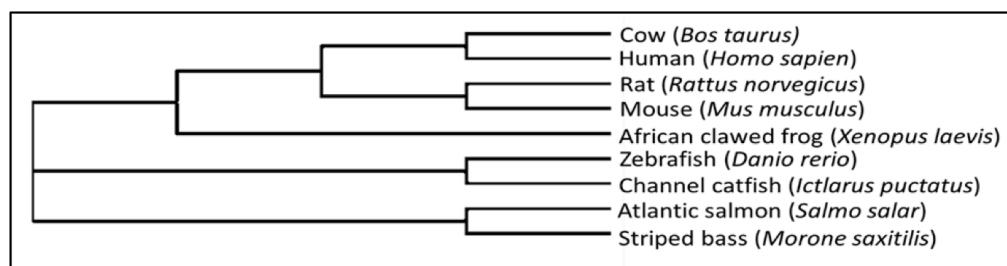 Cow (Bos taurus)
Human (Homo sapien)
Rat (Rattus norvegicus)
Mouse (Mus musculus)
African clawed frog (Xenopus laevis)
Zebrafish (Danio rerio)
Channel catfish (Ictlarus puctatus)
Atlantic salmon (Salmo salar)
Striped bass (Morone saxitilis)